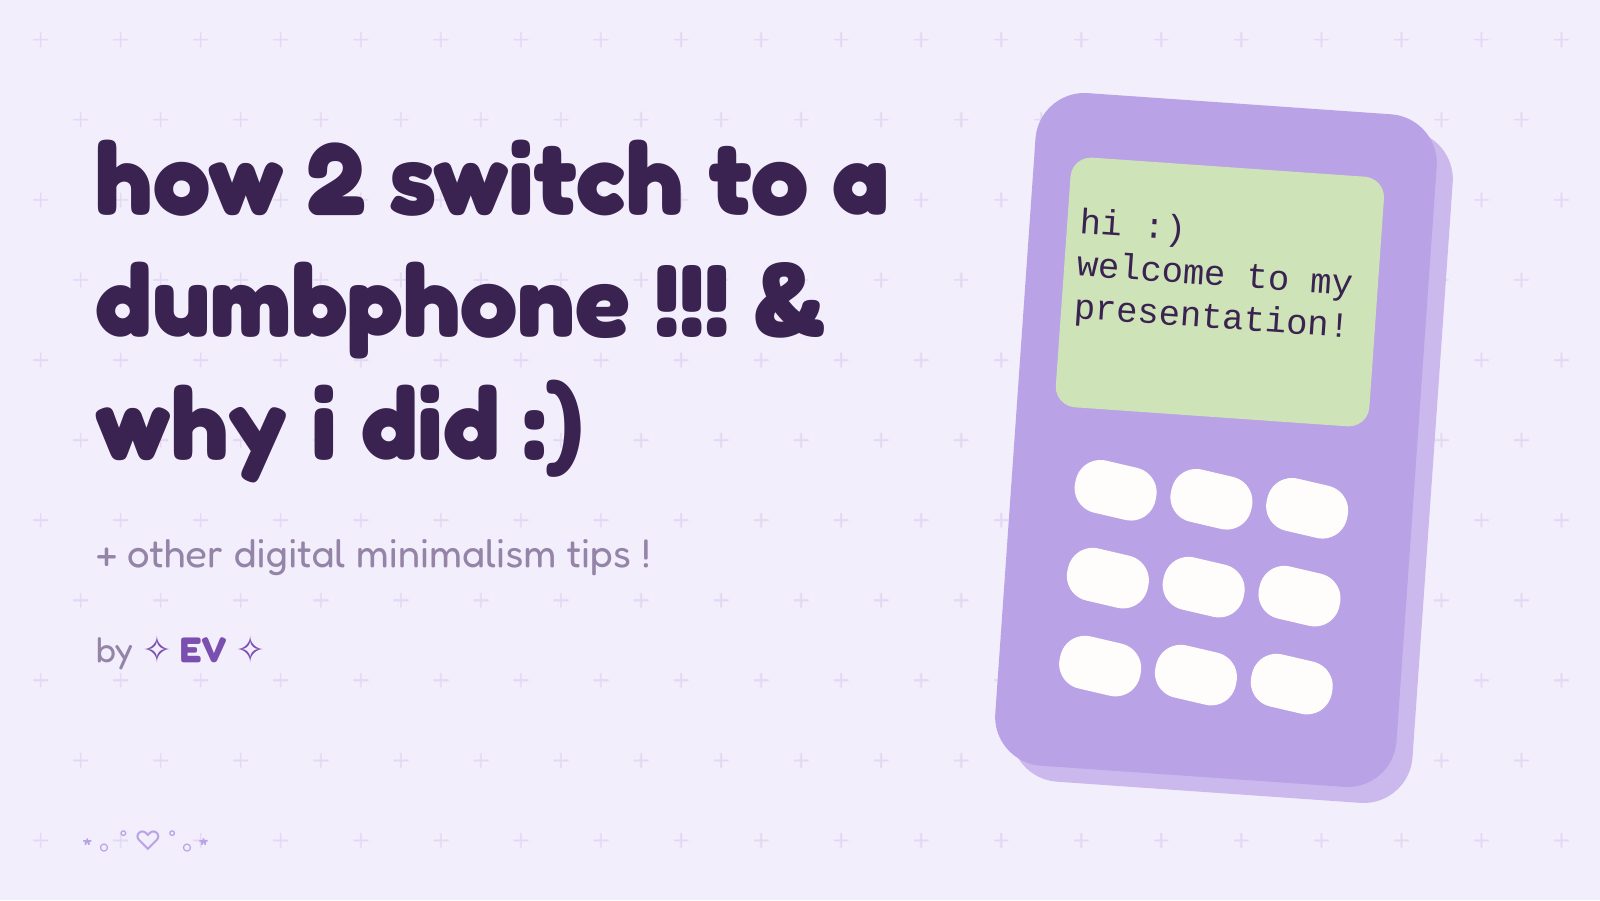 how 2 switch to a
dumbphone !!! &
why i did :)
+ other digital minimalism tips !
by ✧ EV ✧
⋆｡˚♡˚｡⋆
hi :)
welcome to my
presentation!